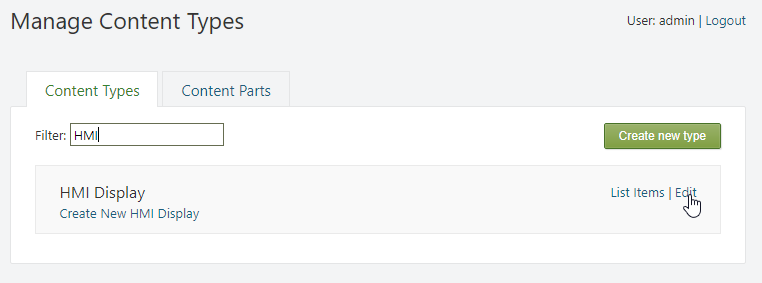 Manage Content Types
User: admin | Logout
Content Types
Content Parts
Filter: HMI
Create new type
HMI Display
List Items | Edit
Create New HMI Display